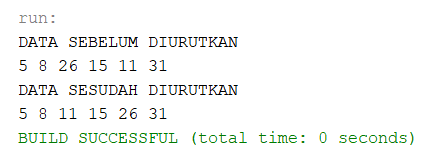 run:
DATA SEBELUM DIURUTKAN
5 8 26 15 11 31
DATA SESUDAH DIURUTKAN
5 8 11 15 26 31
BUILD SUCCESSFUL (total time: 0 seconds)